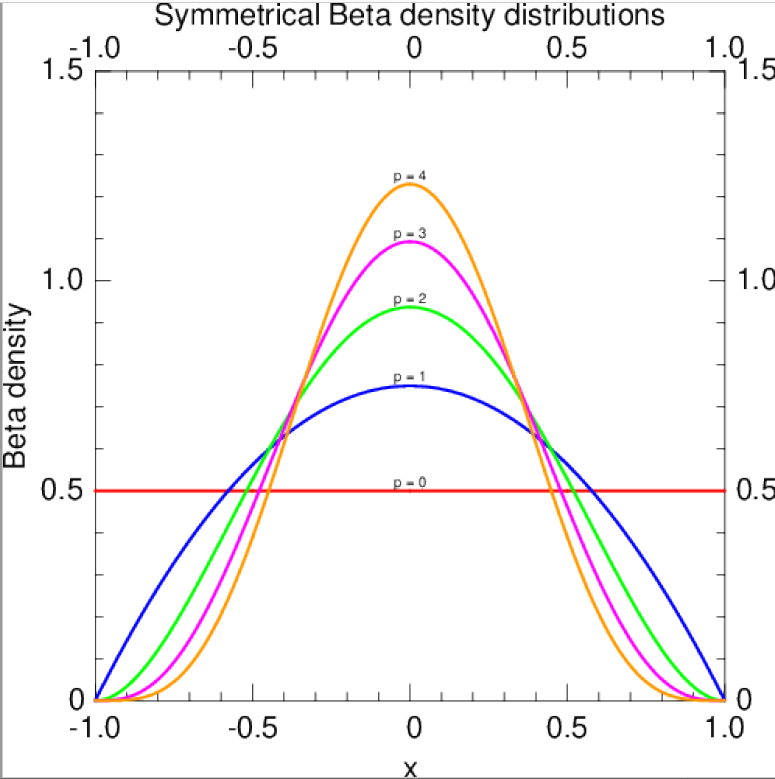 Symmetrical Beta density distributions
-1.0 -0.5 0 0.5 1.0
1.5 1.5
p = 4
p = 3
1.0 1.0
p = 2
p = 1
Beta density
p = 0
0.5 0.5
0 0
-1.0 -0.5 0 0.5 1.0
x